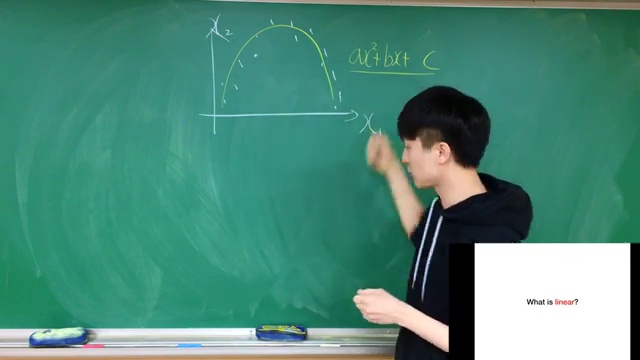 x₂
ax²+bx+ c
x₁
What is linear?